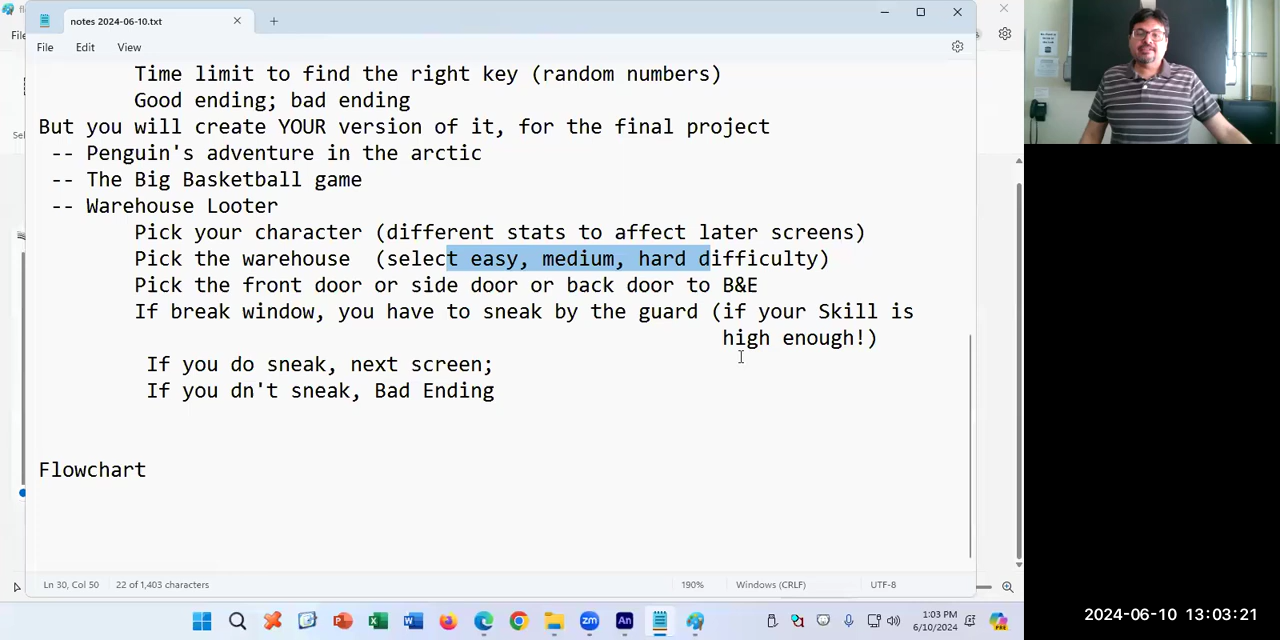 notes 2024-06-10.txt
File
Edit
View
Time limit to find the right key (random numbers)
Good ending; bad ending
But you will create YOUR version of it, for the final project
-- Penguin's adventure in the arctic
-- The Big Basketball game
-- Warehouse Looter
Pick your character (different stats to affect later screens)
Pick the warehouse (select easy, medium, hard difficulty)
Pick the front door or side door or back door to B&E
If break window, you have to sneak by the guard (if your Skill is
high enough!)
If you do sneak, next screen;
If you dn't sneak, Bad Ending
Flowchart
Ln 30, Col 50
22 of 1,403 characters
190%
Windows (CRLF)
UTF-8
1:03 PM
6/10/2024
2024-06-10 13:03:21